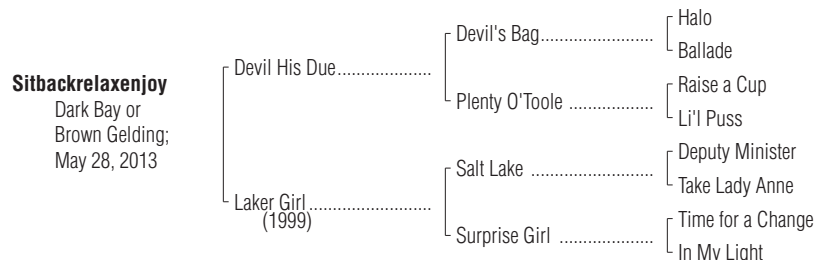 Halo
Devil's Bag
Ballade
Devil His Due
Raise a Cup
Plenty O'Toole
Li'l Puss
Sitbackrelaxenjoy
Dark Bay or
Brown Gelding;
May 28, 2013
Deputy Minister
Salt Lake
Take Lady Anne
Laker Girl
(1999)
Time for a Change
Surprise Girl
In My Light